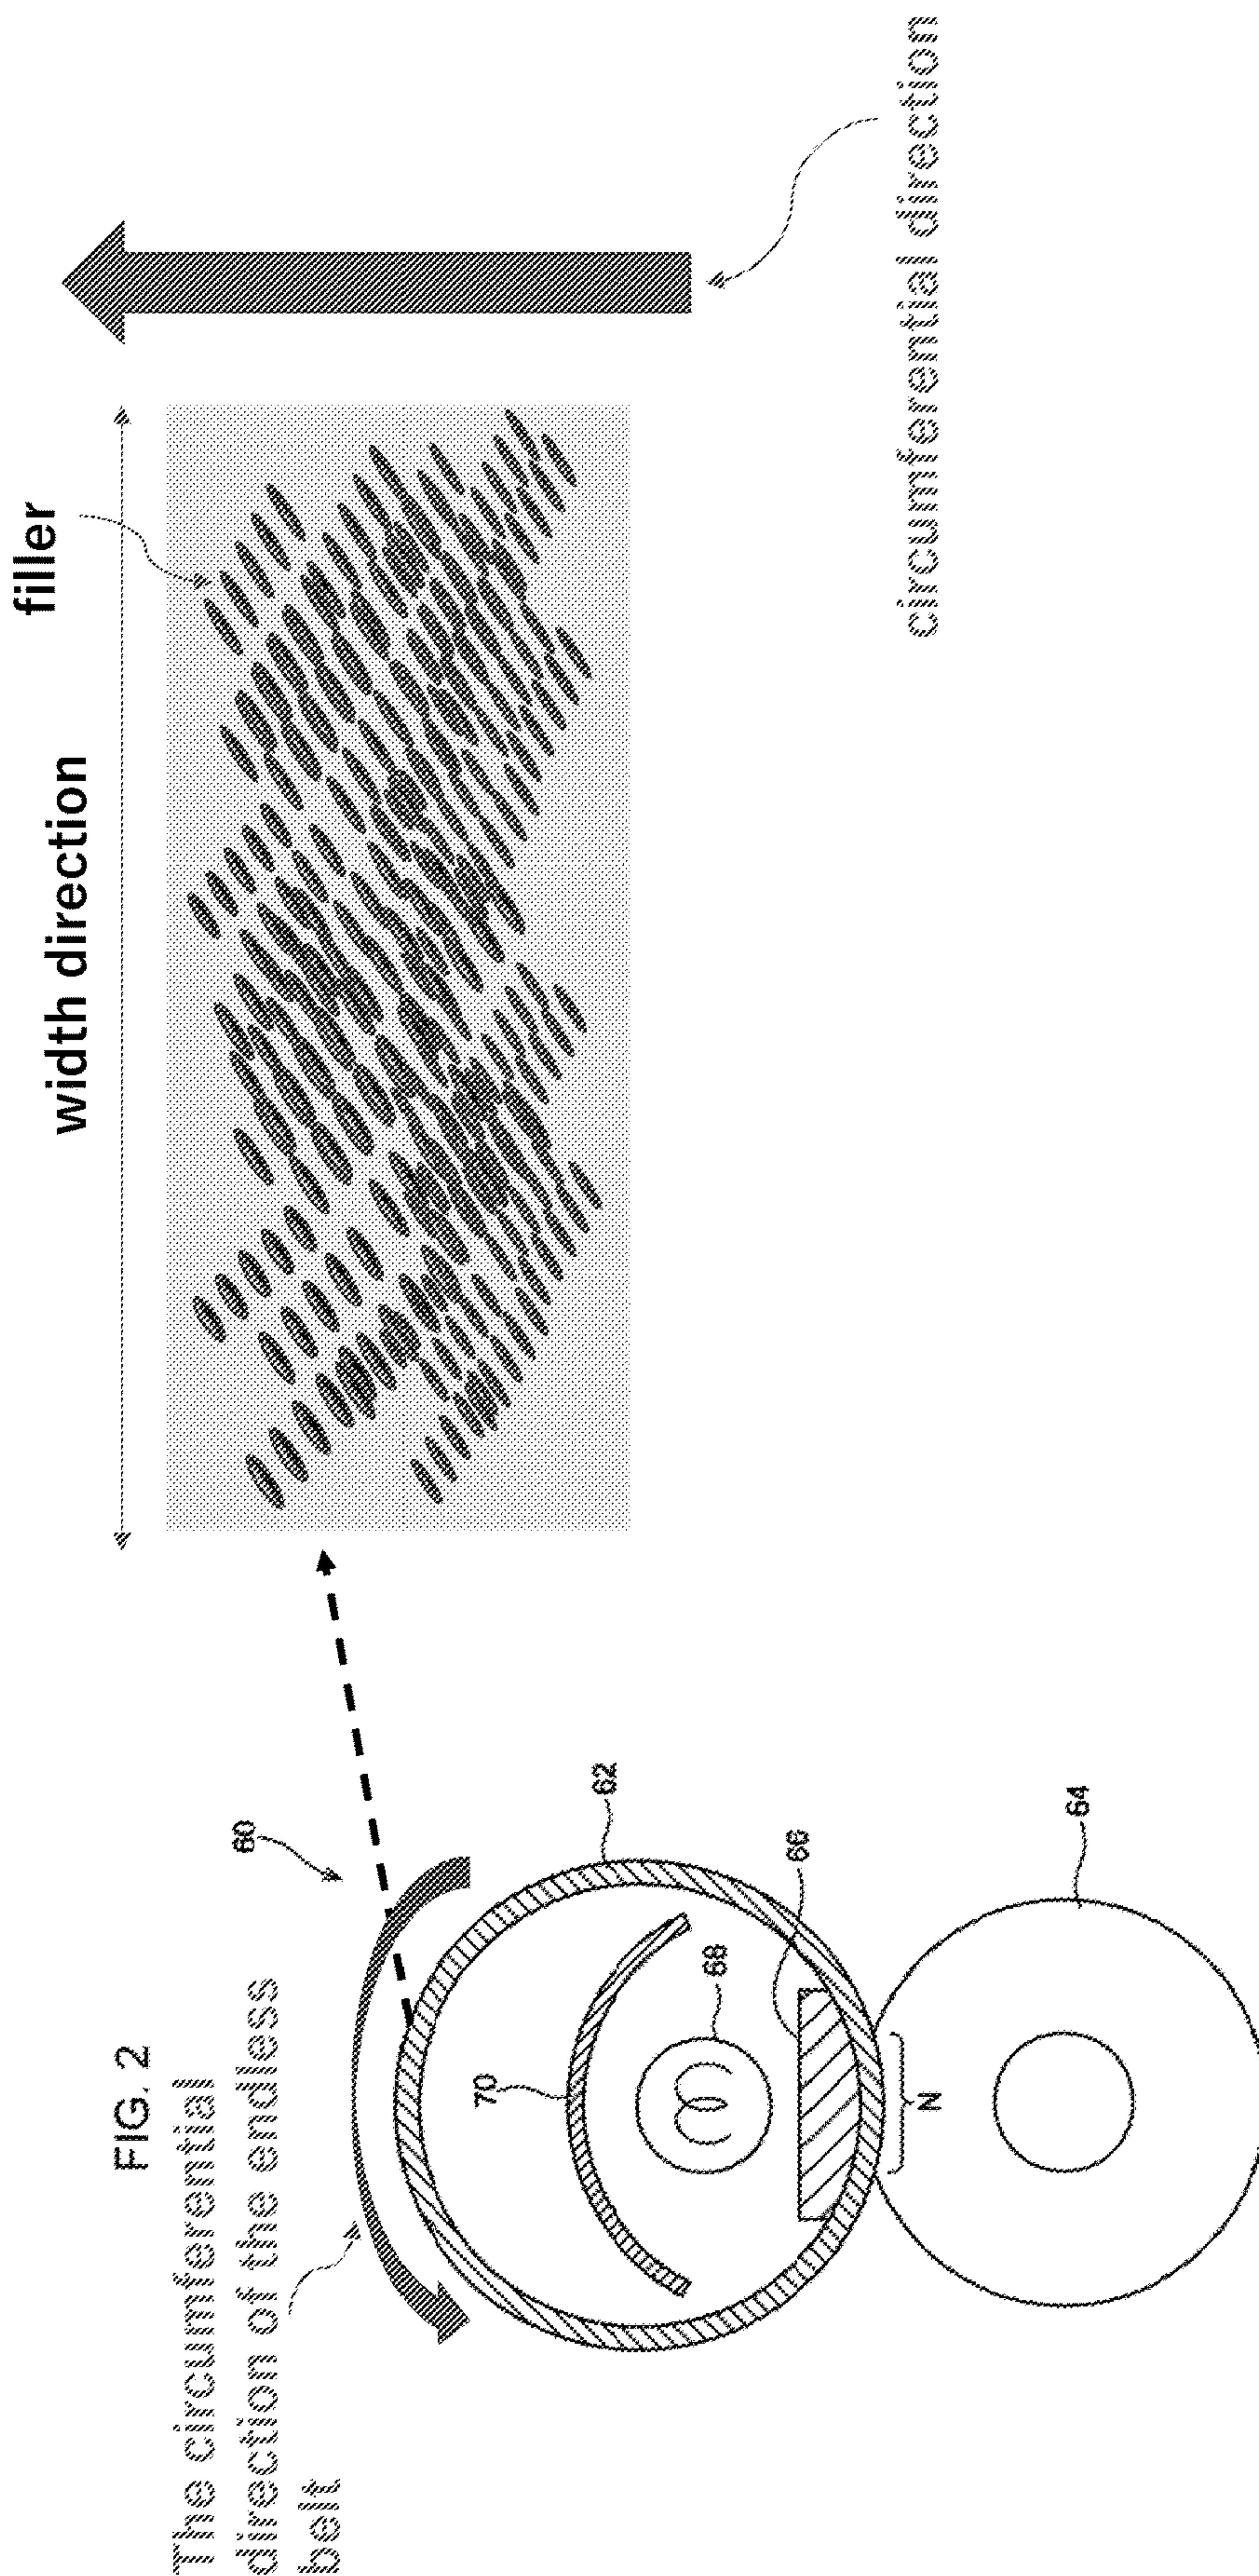 FIG. 2
The circumferential
direction of the endless
belt
60
62
70
68
66
N
64
width direction
filler
circumferential direction